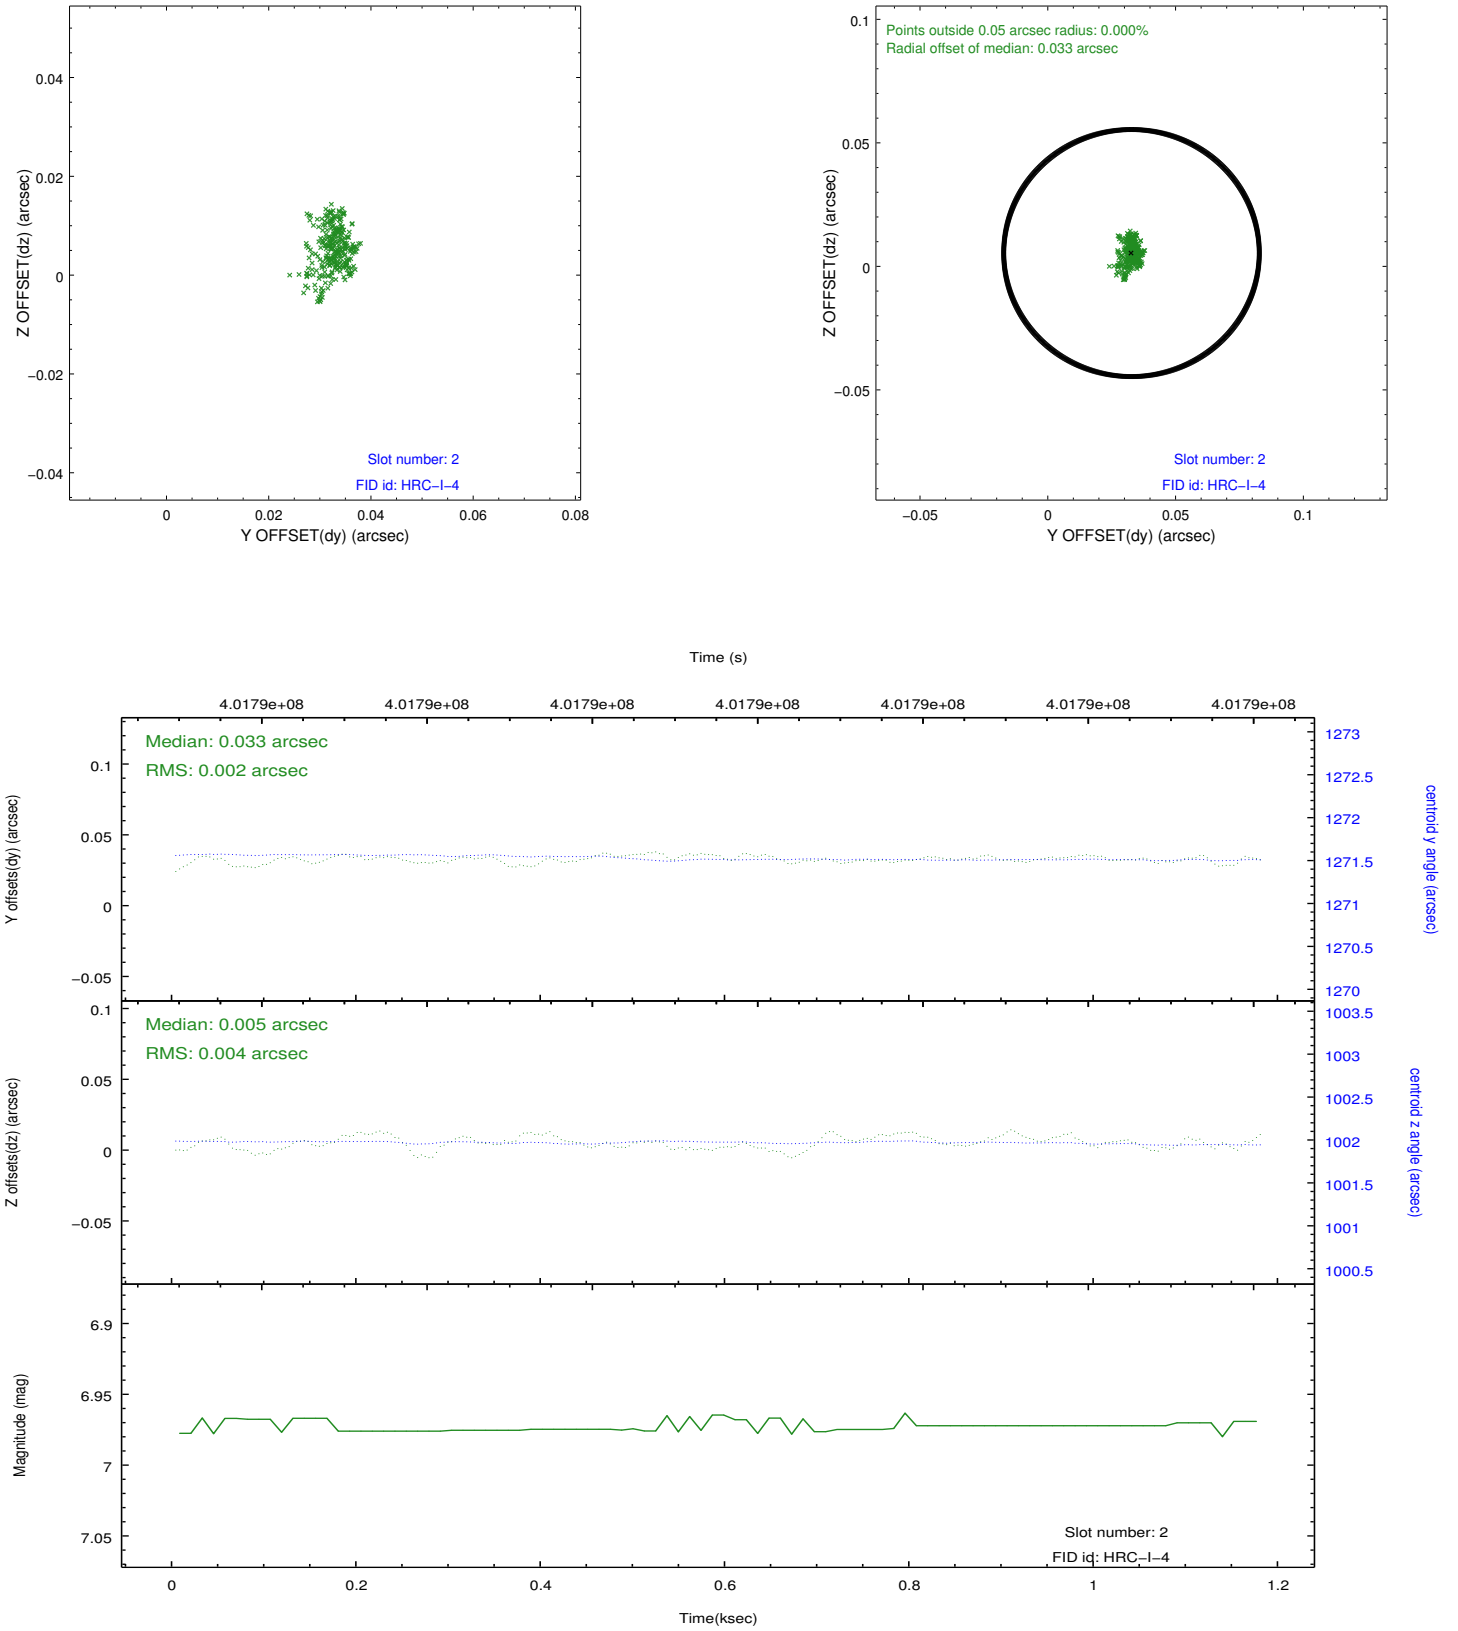 0.04
0.02
0
−0.02
−0.04
Z OFFSET(dz) (arcsec)
Slot number: 2
FID id: HRC−I−4
0 0.02 0.04 0.06 0.08
Y OFFSET(dy) (arcsec)
Points outside 0.05 arcsec radius: 0.000%
Radial offset of median: 0.033 arcsec
0.1
0.05
0
−0.05
Z OFFSET(dz) (arcsec)
Slot number: 2
FID id: HRC−I−4
−0.05 0 0.05 0.1
Y OFFSET(dy) (arcsec)
Time (s)
4.0179e+08 4.0179e+08 4.0179e+08 4.0179e+08 4.0179e+08 4.0179e+08 4.0179e+08
Median: 0.033 arcsec
RMS: 0.002 arcsec
0.1
0.05
0
−0.05
Y offsets(dy) (arcsec)
1273
1272.5
1272
1271.5
1271
1270.5
1270
centroid y angle (arcsec)
Median: 0.005 arcsec
RMS: 0.004 arcsec
0.1
0.05
0
−0.05
Z offsets(dz) (arcsec)
1003.5
1003
1002.5
1002
1001.5
1001
1000.5
centroid z angle (arcsec)
6.9
6.95
7
7.05
Magnitude (mag)
Slot number: 2
FID id: HRC−I−4
0 0.2 0.4 0.6 0.8 1 1.2
Time(ksec)